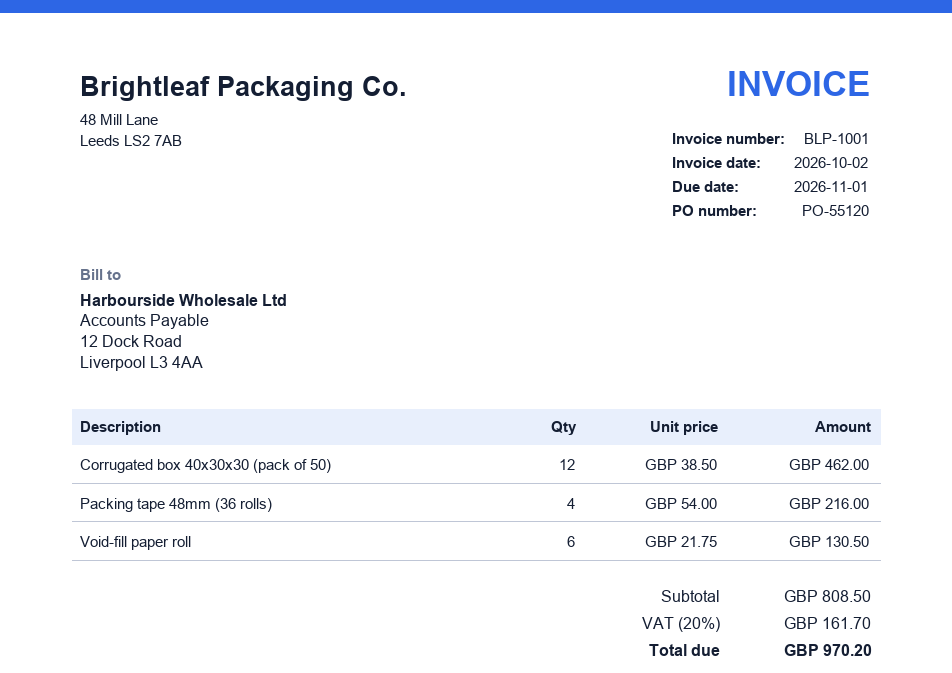 Brightleaf Packaging Co.
48 Mill Lane
Leeds LS2 7AB
INVOICE
Invoice number: BLP-1001
Invoice date: 2026-10-02
Due date: 2026-11-01
PO number: PO-55120
Bill to
Harbourside Wholesale Ltd
Accounts Payable
12 Dock Road
Liverpool L3 4AA
Description Qty Unit price Amount
Corrugated box 40x30x30 (pack of 50) 12 GBP 38.50 GBP 462.00
Packing tape 48mm (36 rolls) 4 GBP 54.00 GBP 216.00
Void-fill paper roll 6 GBP 21.75 GBP 130.50
Subtotal GBP 808.50
VAT (20%) GBP 161.70
Total due GBP 970.20